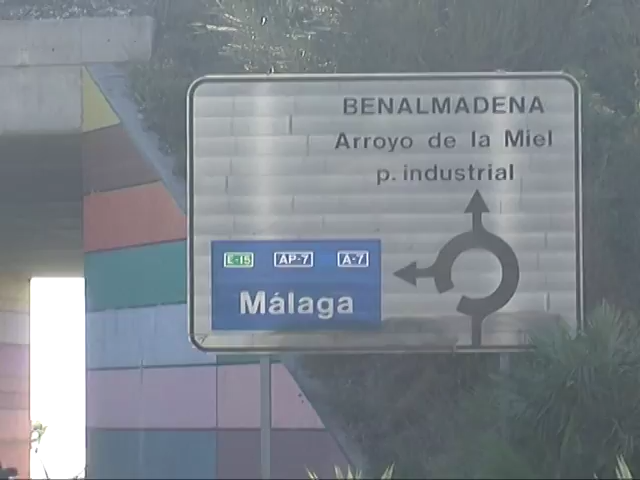 BENALMADENA
Arroyo de la Miel
p. industrial
E-15 AP-7 A-7
Málaga